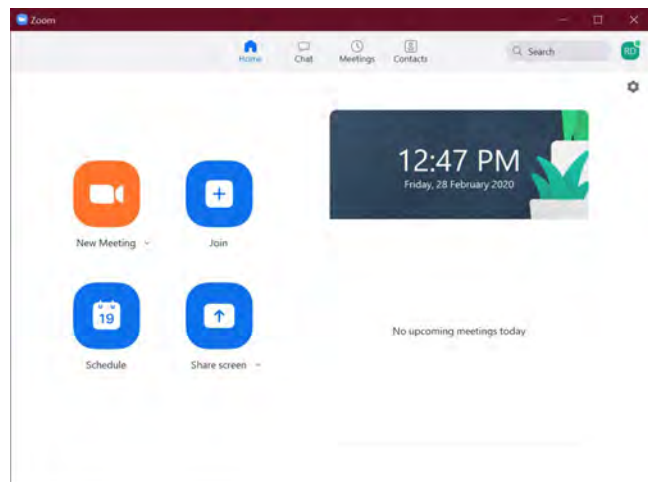 Zoom
Home Chat Meetings Contacts Search RD
12:47 PM
Friday, 28 February 2020
New Meeting Join
19
Schedule Share screen
No upcoming meetings today